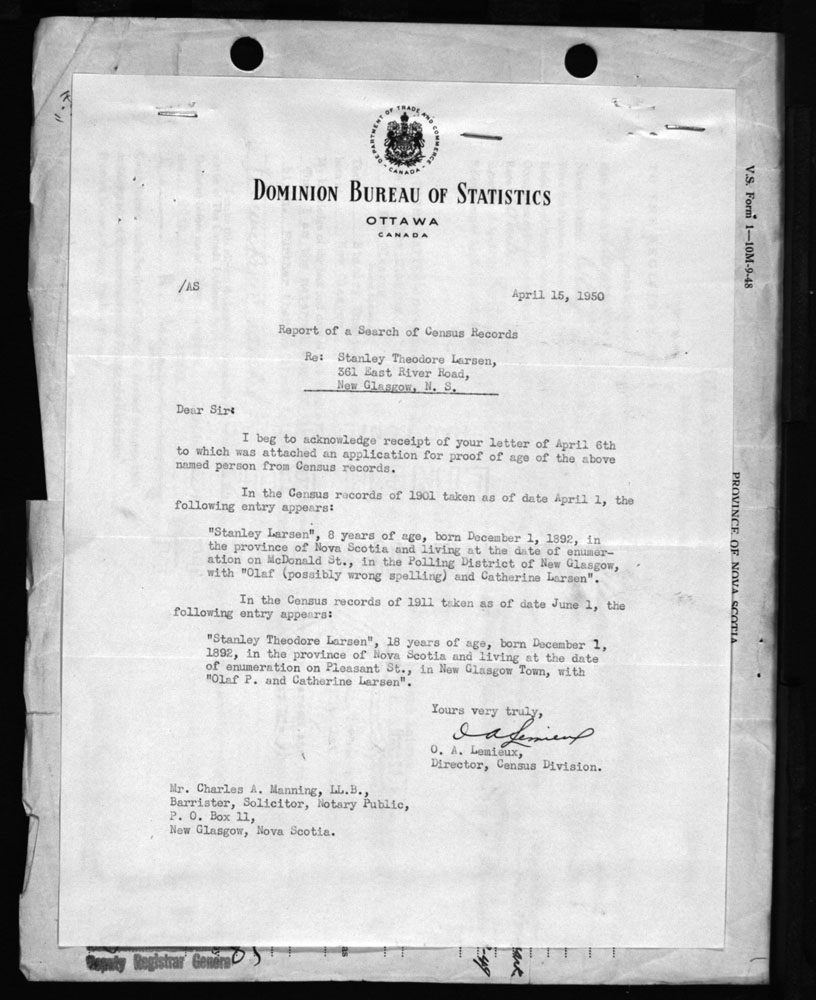 DEPARTMENT OF TRADE AND COMMERCE
- CANADA -
DOMINION BUREAU OF STATISTICS
OTTAWA
CANADA
/AS
April 15, 1950
Report of a Search of Census Records
Re: Stanley Theodore Larsen,
361 East River Road,
New Glasgow, N. S.
Dear Sir:
I beg to acknowledge receipt of your letter of April 6th
to which was attached an application for proof of age of the above
named person from Census records.
In the Census records of 1901 taken as of date April 1, the
following entry appears:
"Stanley Larsen", 8 years of age, born December 1, 1892, in
the province of Nova Scotia and living at the date of enumer-
ation on McDonald St., in the Polling District of New Glasgow,
with "Olaf (possibly wrong spelling) and Catherine Larsen".
In the Census records of 1911 taken as of date June 1, the
following entry appears:
"Stanley Theodore Larsen", 18 years of age, born December 1,
1892, in the province of Nova Scotia and living at the date
of enumeration on Pleasant St., in New Glasgow Town, with
"Olaf P. and Catherine Larsen".
Yours very truly,
O A Lemieux
O. A. Lemieux,
Director, Census Division.
Mr. Charles A. Manning, LL.B.,
Barrister, Solicitor, Notary Public,
P. O. Box 11,
New Glasgow, Nova Scotia.
V.S. Form 1—10M-9-48
PROVINCE OF NOVA SCOTIA
Deputy Registrar General